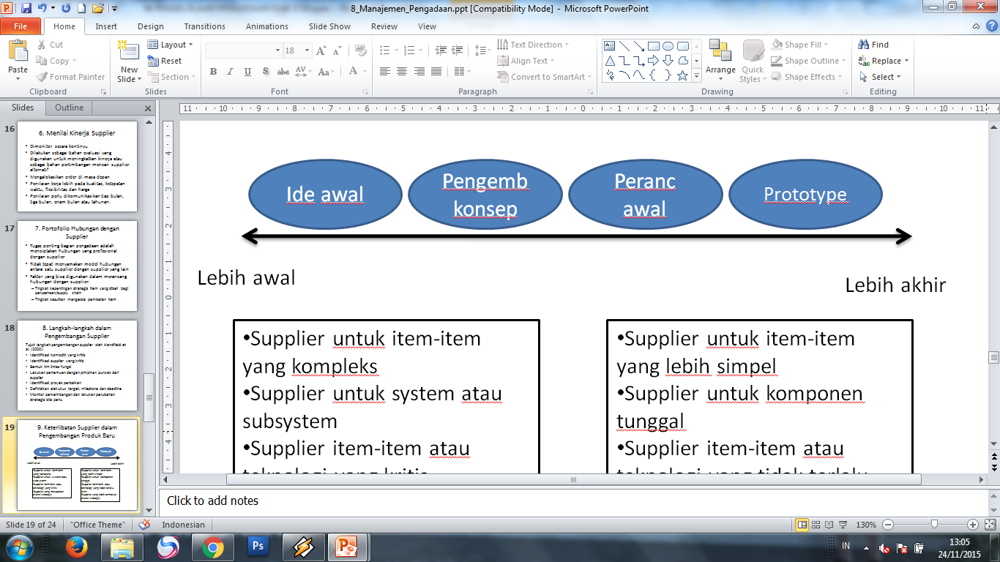 8_Manajemen_Pengadaan.ppt [Compatibility Mode] - Microsoft PowerPoint
File Home Insert Design Transitions Animations Slide Show Review View
Paste
Cut
Copy
Format Painter
Clipboard
New Slide
Layout
Reset
Section
Slides
18
Font
Paragraph
Text Direction
Align Text
Convert to SmartArt
Arrange
Quick Styles
Drawing
Shape Fill
Shape Outline
Shape Effects
Find
Replace
Select
Editing
Slides Outline
16
6. Menilai Kinerja Supplier
Dimonitor secara kontinyu
Dilakukan sebagai bahan evaluasi yang
digunakan untuk meningkatkan kinerja atau
sebagai bahan pertimbangan mencari supplier
alternatif
Mengalokasikan order di masa depan
Penilaian kerja lebih pada kualitas, ketepatan
waktu, fleksibilitas dan harga
Penilaian perlu dikomunikasikan tiap bulan,
tiga bulan, enam bulan atau tahunan.
17
7. Portofolio Hubungan dengan
Supplier
Tugas penting bagian pengadaan adalah
menciptakan hubungan yang profesional
dengan supplier
Tidak tepat menyamakan model hubungan
antara satu supplier dengan supplier yang lain
Faktor yang bisa digunakan dalam merancang
hubungan dengan supplier:
– Tingkat kepentingan strategis item yang dibeli bagi
perusahaan/supply chain
– Tingkat kesulitan mengelola pembelian item
18
8. Langkah-langkah dalam
Pengembangan Supplier
Tujuh langkah pengembangan supplier oleh Handfield et
al. (2000):
Identifikasi komoditi yang kritis
Identifikasi supplier yang kritis
Bentuk tim lintas fungsi
Lakukan pertemuan dengan pimpinan puncak dari
supplier
Identifikasi proyek perbaikan
Definisikan alat ukur, target, milestone dan deadline
Monitor perkembangan dan lakukan perubahan
strategis bila perlu
19
9. Keterlibatan Supplier dalam
Pengembangan Produk Baru
Ide awal
Pengemb
konsep
Peranc
awal
Prototype
Lebih awal
Lebih akhir
•Supplier untuk item-item
yang kompleks
•Supplier untuk system atau
subsystem
•Supplier item-item atau
teknologi yang kritis
•Supplier untuk item-item
yang lebih simpel
•Supplier untuk komponen
tunggal
•Supplier item-item atau
teknologi yang tidak terlalu
Click to add notes
Slide 19 of 24 "Office Theme" Indonesian 130%
IN
13:05
24/11/2015